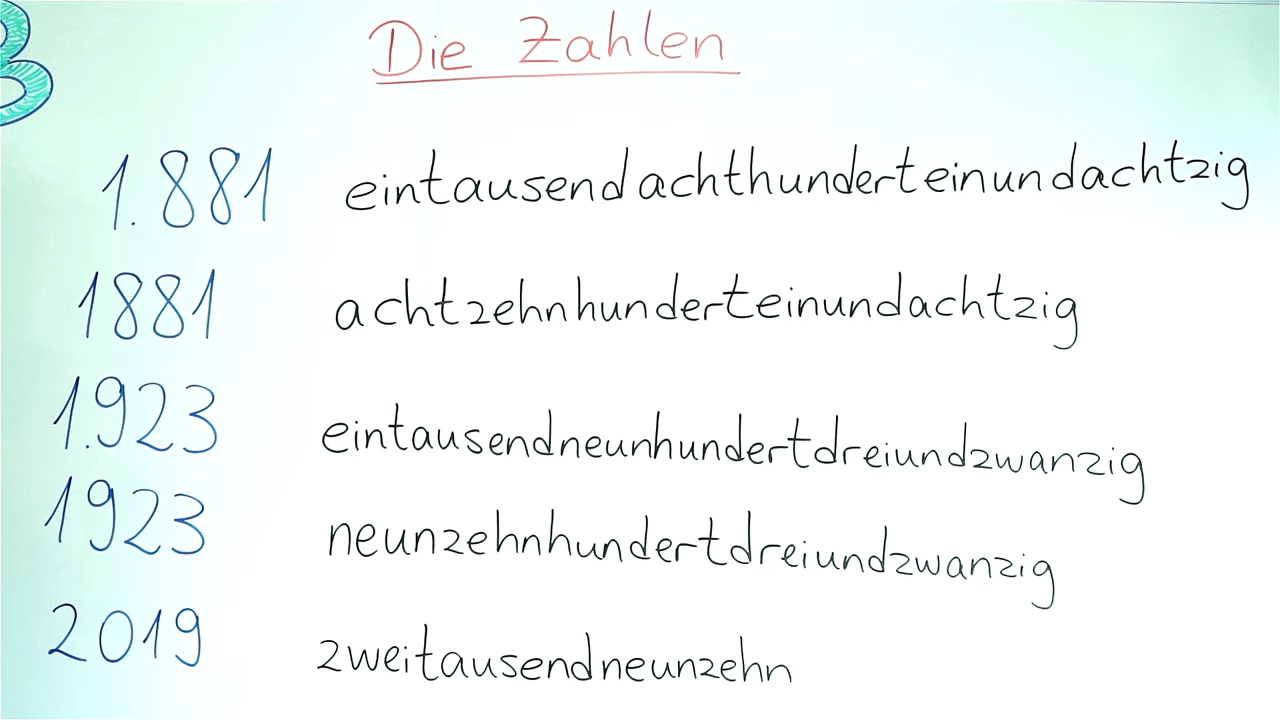 Die Zahlen
1.881 eintausendachthunderteinundachtzig
1881 achtzehnhunderteinundachtzig
1.923 eintausendneunhundertdreiundzwanzig
1923 neunzehnhundertdreiundzwanzig
2019 zweitausendneunzehn